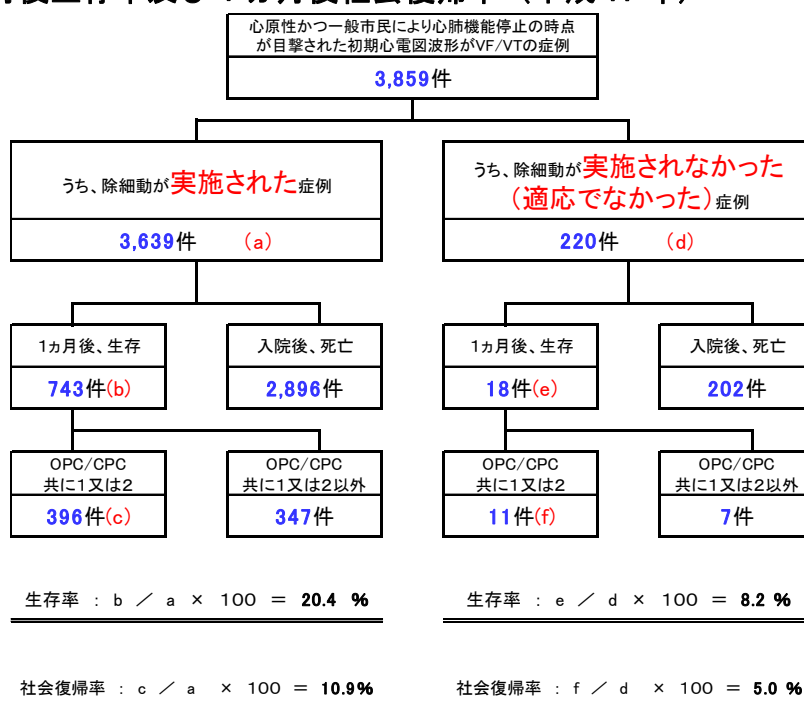 心原性かつ一般市民により心肺機能停止の時点
が目撃された初期心電図波形がVF/VTの症例
3,859件
うち、除細動が実施された症例
3,639件 (a)
うち、除細動が実施されなかった
(適応でなかった)症例
220件 (d)
1ヵ月後、生存
743件(b)
入院後、死亡
2,896件
1ヵ月後、生存
18件(e)
入院後、死亡
202件
OPC/CPC
共に1又は2
396件(c)
OPC/CPC
共に1又は2以外
347件
OPC/CPC
共に1又は2
11件(f)
OPC/CPC
共に1又は2以外
7件
生存率 : b / a × 100 = 20.4 %
生存率 : e / d × 100 = 8.2 %
社会復帰率 : c / a × 100 = 10.9%
社会復帰率 : f / d × 100 = 5.0 %